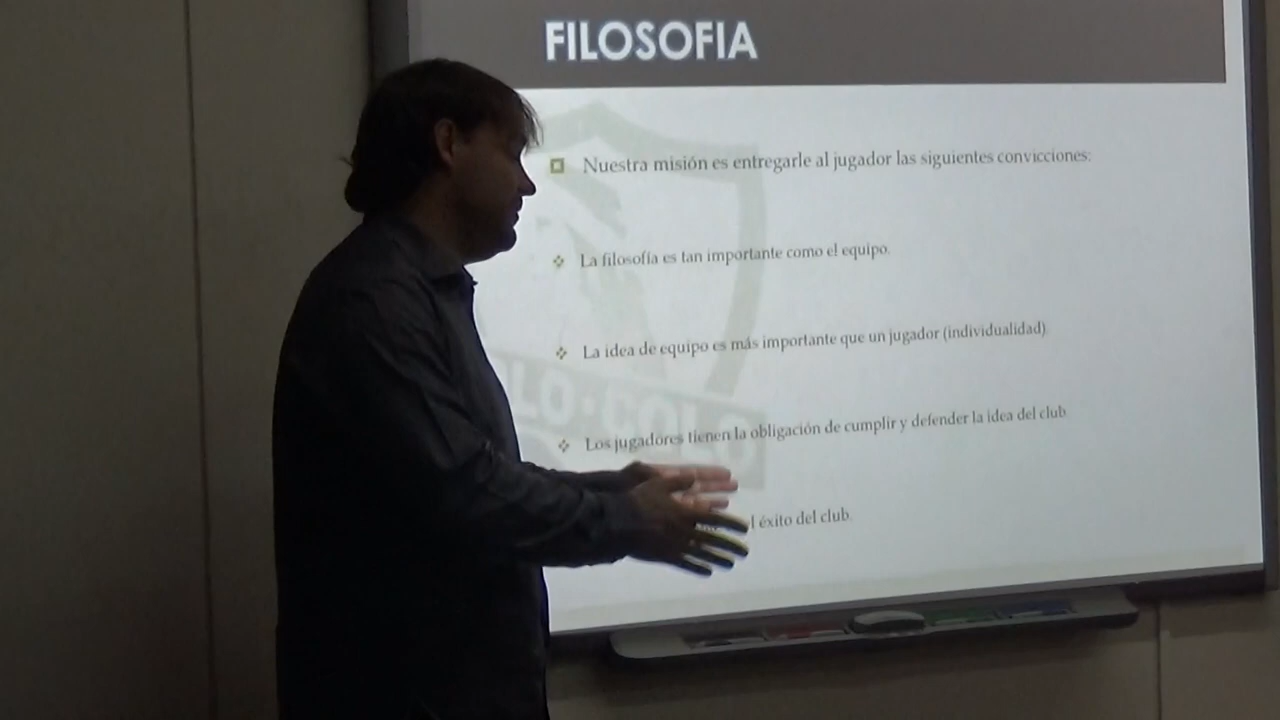 FILOSOFIA
Nuestra misión es entregarle al jugador las siguientes convicciones:
La filosofía es tan importante como el equipo.
La idea de equipo es más importante que un jugador (individualidad)
Los jugadores tienen la obligación de cumplir y defender la idea del club
LO·COLO
l éxito del club.